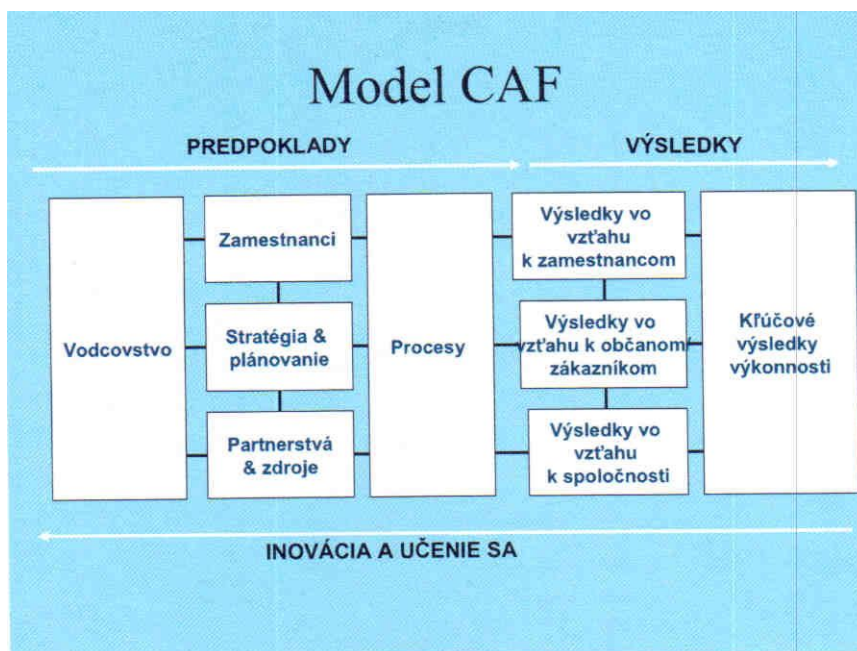 Model CAF
PREDPOKLADY
VÝSLEDKY
Vodcovstvo
Zamestnanci
Stratégia &
plánovanie
Partnerstvá
& zdroje
Procesy
Výsledky vo
vzťahu
k zamestnancom
Výsledky vo
vzťahu k občanom/
zákazníkom
Výsledky vo
vzťahu
k spoločnosti
Kľúčové
výsledky
výkonnosti
INOVÁCIA A UČENIE SA